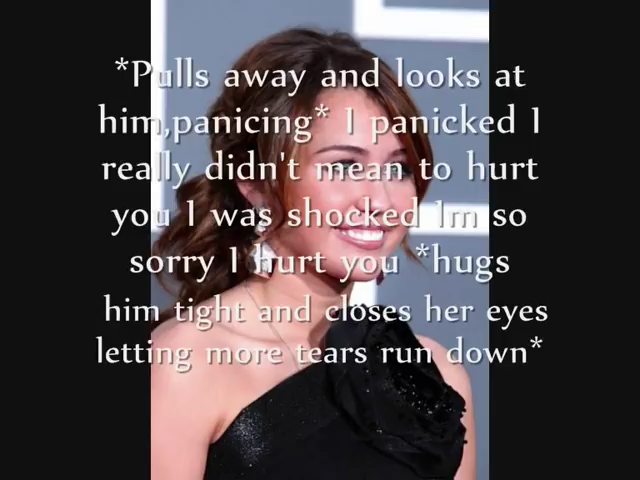 *Pulls away and looks at
him,panicing* I panicked I
really didn't mean to hurt
you I was shocked 1m so
sorry I hurt you *hugs
him tight and closes her eyes
letting more tears run down*